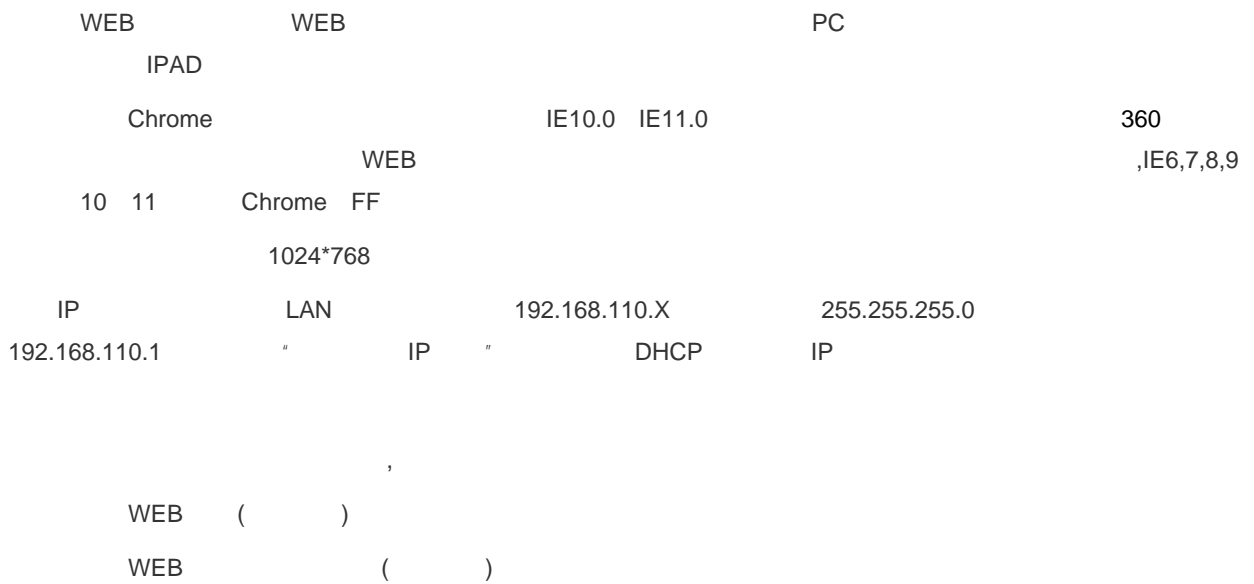 WEB WEB PC
IPAD
Chrome IE10.0 IE11.0 360
WEB ,IE6,7,8,9
10 11 Chrome FF
1024*768
IP LAN 192.168.110.X 255.255.255.0
192.168.110.1 “ IP ” DHCP IP
,
WEB ( )
WEB ( )